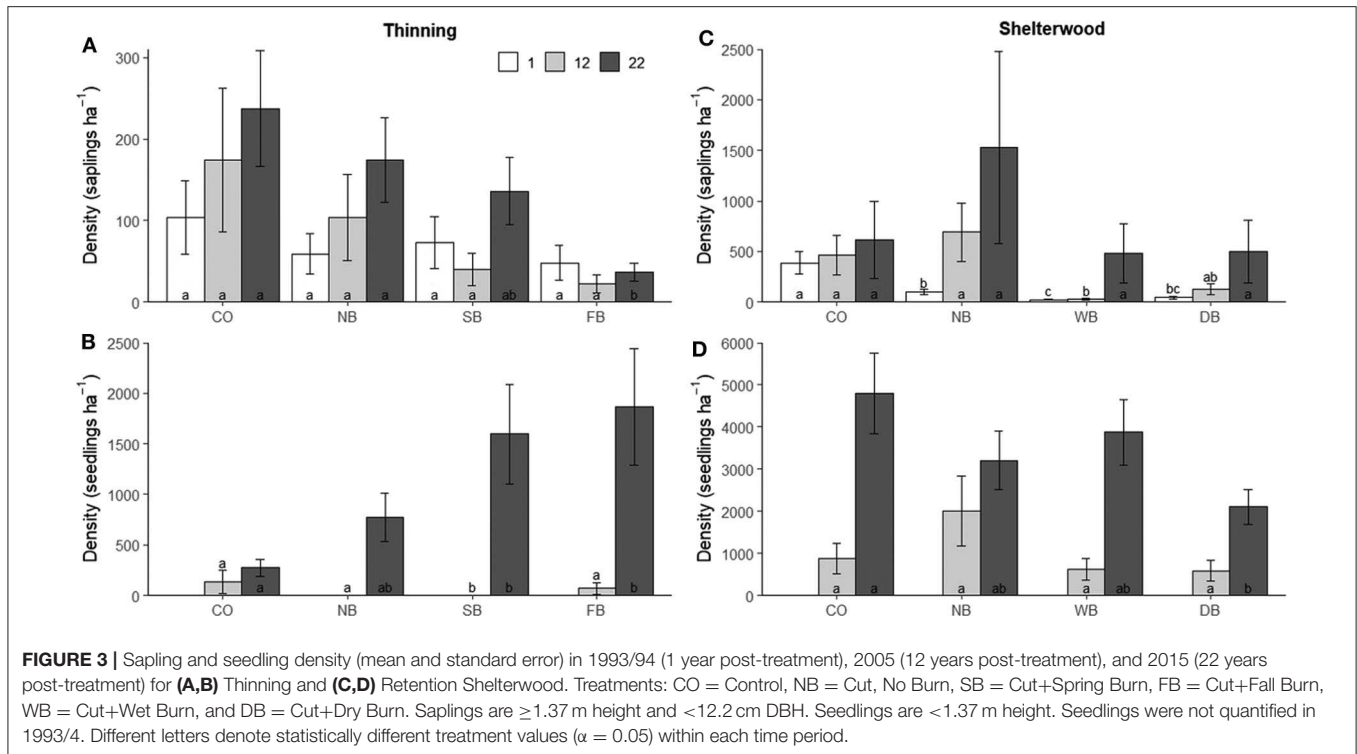 A
Thinning
1 12 22
Density (saplings ha⁻¹)
300
200
100
0
a a a a a a a a ab a a b
CO NB SB FB
B
Density (seedlings ha⁻¹)
2500
2000
1500
1000
500
0
a a a ab b b a b
CO NB SB FB
C
Shelterwood
Density (saplings ha⁻¹)
2500
2000
1500
1000
500
0
a a a b a a c b a bc ab a
CO NB WB DB
D
Density (seedlings ha⁻¹)
6000
5000
4000
3000
2000
1000
0
a a a ab a ab a b
CO NB WB DB
FIGURE 3 | Sapling and seedling density (mean and standard error) in 1993/94 (1 year post-treatment), 2005 (12 years post-treatment), and 2015 (22 years
post-treatment) for (A,B) Thinning and (C,D) Retention Shelterwood. Treatments: CO = Control, NB = Cut, No Burn, SB = Cut+Spring Burn, FB = Cut+Fall Burn,
WB = Cut+Wet Burn, and DB = Cut+Dry Burn. Saplings are ≥1.37 m height and <12.2 cm DBH. Seedlings are <1.37 m height. Seedlings were not quantified in
1993/4. Different letters denote statistically different treatment values (α = 0.05) within each time period.